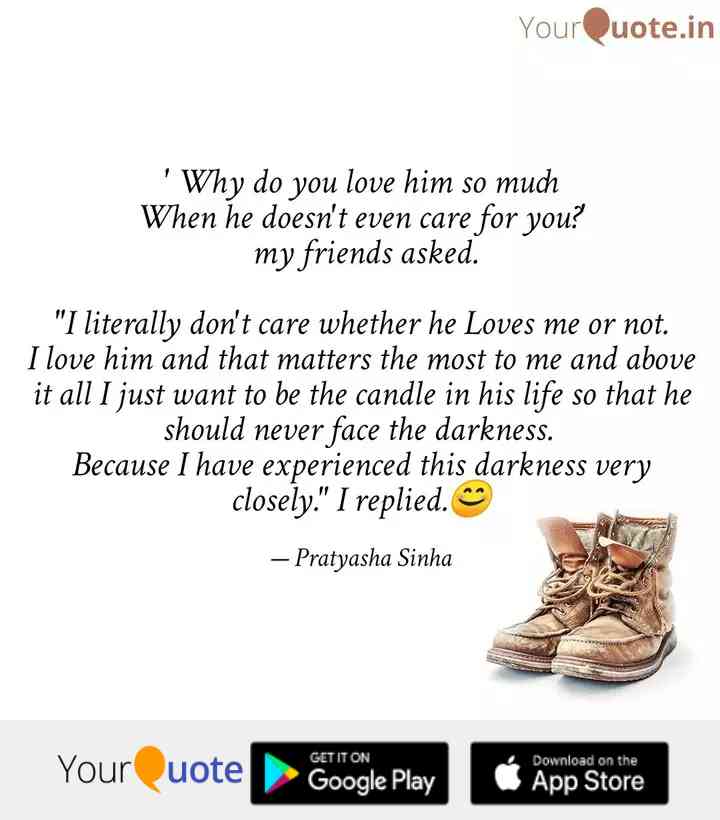 YourQuote.in
' Why do you love him so much
When he doesn't even care for you?'
my friends asked.
"I literally don't care whether he Loves me or not.
I love him and that matters the most to me and above
it all I just want to be the candle in his life so that he
should never face the darkness.
Because I have experienced this darkness very
closely." I replied.😊
— Pratyasha Sinha
YourQuote
GET IT ON
Google Play
Download on the
App Store